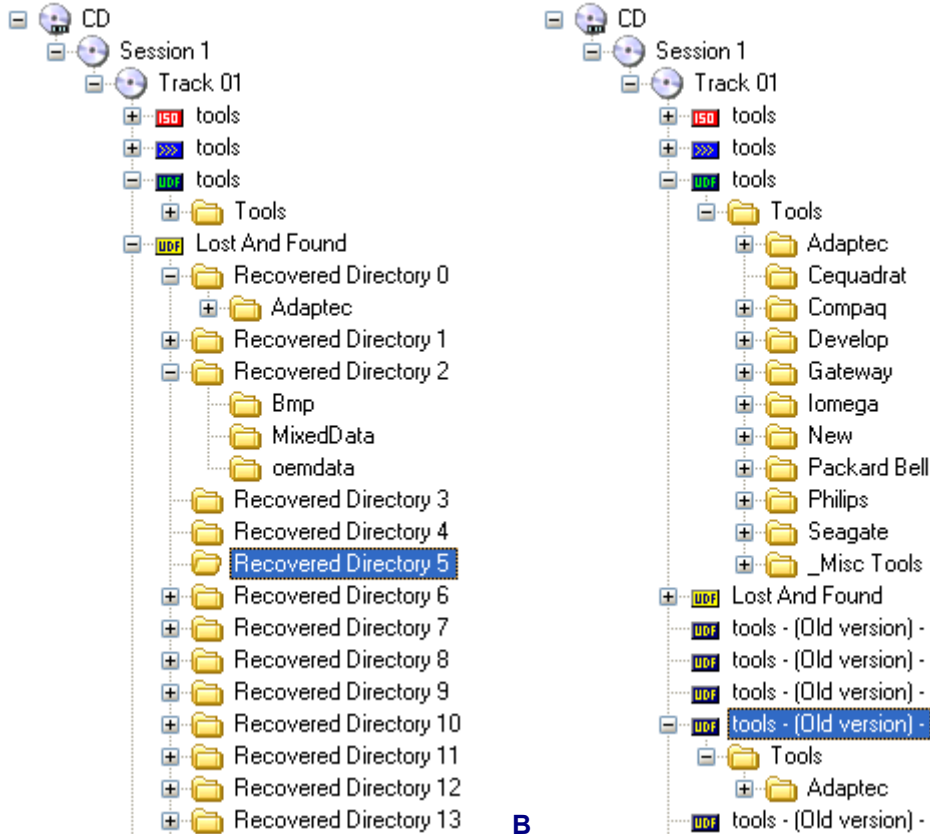 CD
Session 1
Track 01
ISO tools
>>> tools
UDF tools
Tools
UDF Lost And Found
Recovered Directory 0
Adaptec
Recovered Directory 1
Recovered Directory 2
Bmp
MixedData
oemdata
Recovered Directory 3
Recovered Directory 4
Recovered Directory 5
Recovered Directory 6
Recovered Directory 7
Recovered Directory 8
Recovered Directory 9
Recovered Directory 10
Recovered Directory 11
Recovered Directory 12
Recovered Directory 13
B
CD
Session 1
Track 01
ISO tools
>>> tools
UDF tools
Tools
Adaptec
Cequadrat
Compaq
Develop
Gateway
Iomega
New
Packard Bell
Philips
Seagate
_Misc Tools
UDF Lost And Found
UDF tools - (Old version) -
UDF tools - (Old version) -
UDF tools - (Old version) -
UDF tools - (Old version) -
Tools
Adaptec
UDF tools - (Old version) -